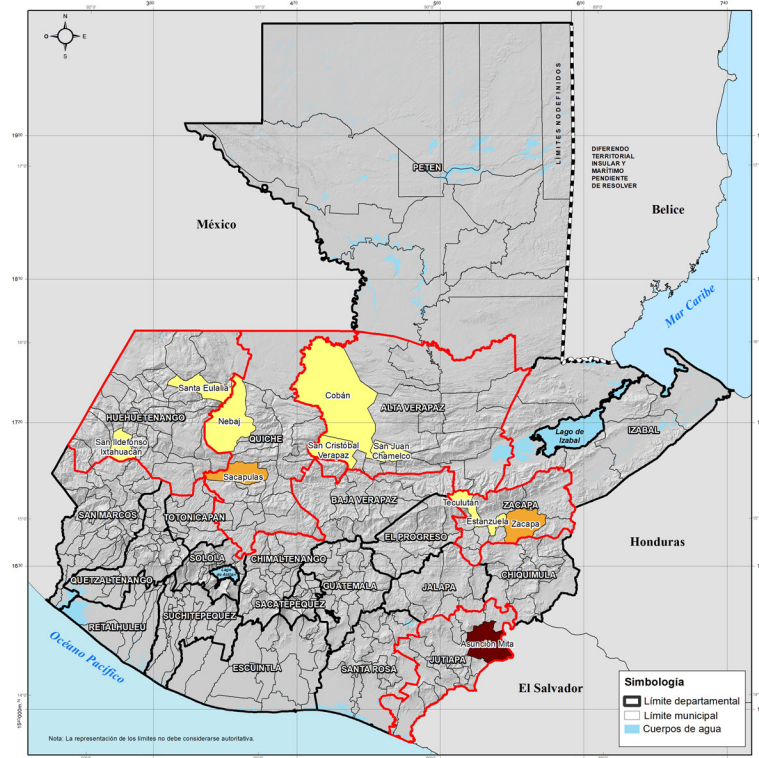 N
O
E
S
México
PETEN
LÍMITES NO DEFINIDOS
DIFERENDO
TERRITORIAL
INSULAR Y
MARÍTIMO
PENDIENTE
DE RESOLVER
Belice
Mar Caribe
Santa Eulalia
Nebaj
Cobán
HUEHUETENANGO
ALTA VERAPAZ
QUICHE
San Ildefonso
Ixtahuacan
San Cristóbal
Verapaz
San Juan
Chamelco
Lago de
Izabal
IZABAL
Sacapulas
BAJA VERAPAZ
Teculután
ZACAPA
Estanzuela
Zacapa
SAN MARCOS
TOTONICAPAN
EL PROGRESO
Honduras
SOLOLA
CHIMALTENANGO
GUATEMALA
JALAPA
CHIQUIMULA
QUETZALTENANGO
SUCHITEPEQUEZ
SACATEPEQUEZ
RETALHULEU
Océano Pacífico
Asunción Mita
JUTIAPA
ESCUINTLA
SANTA ROSA
El Salvador
Simbología
Límite departamental
Límite municipal
Cuerpos de agua
Nota: La representación de los límites no debe considerarse autoritativa.